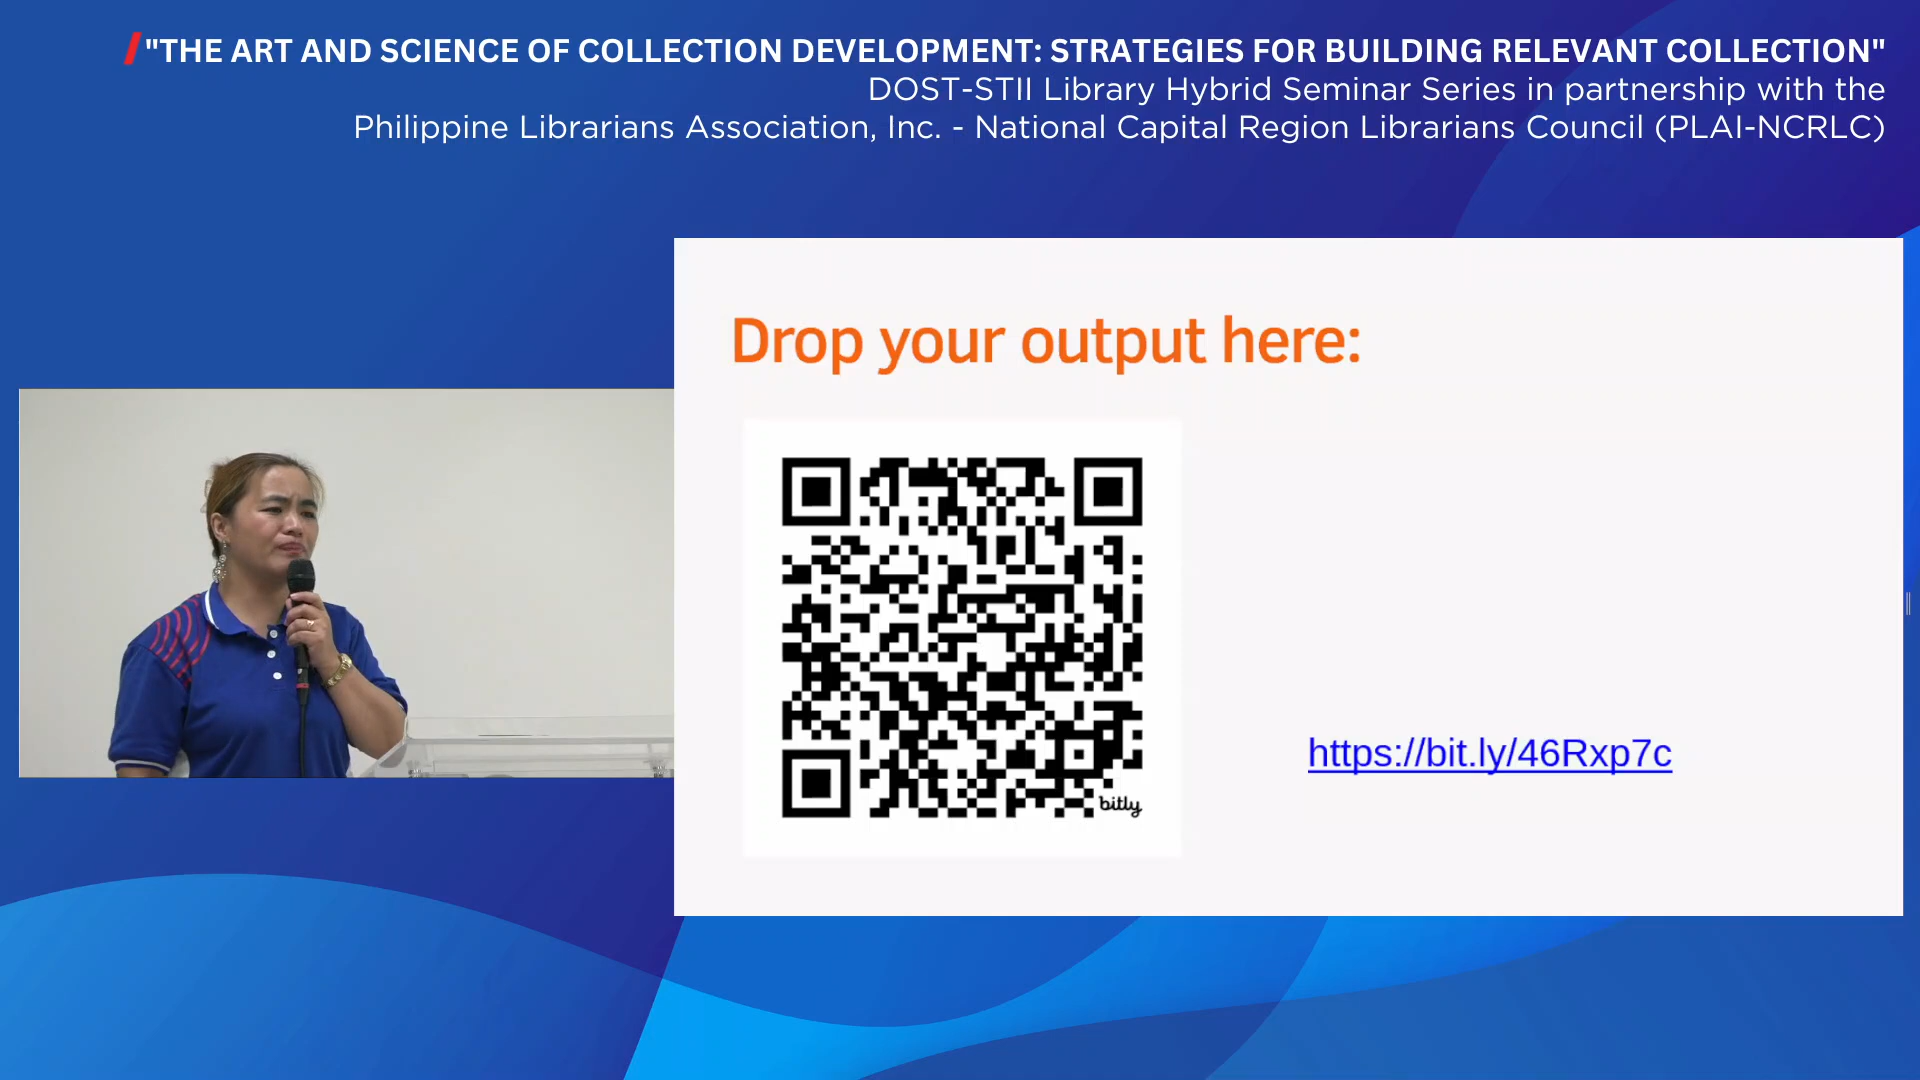 "THE ART AND SCIENCE OF COLLECTION DEVELOPMENT: STRATEGIES FOR BUILDING RELEVANT COLLECTION"
DOST-STII Library Hybrid Seminar Series in partnership with the
Philippine Librarians Association, Inc. - National Capital Region Librarians Council (PLAI-NCRLC)
Drop your output here:
bitly
https://bit.ly/46Rxp7c